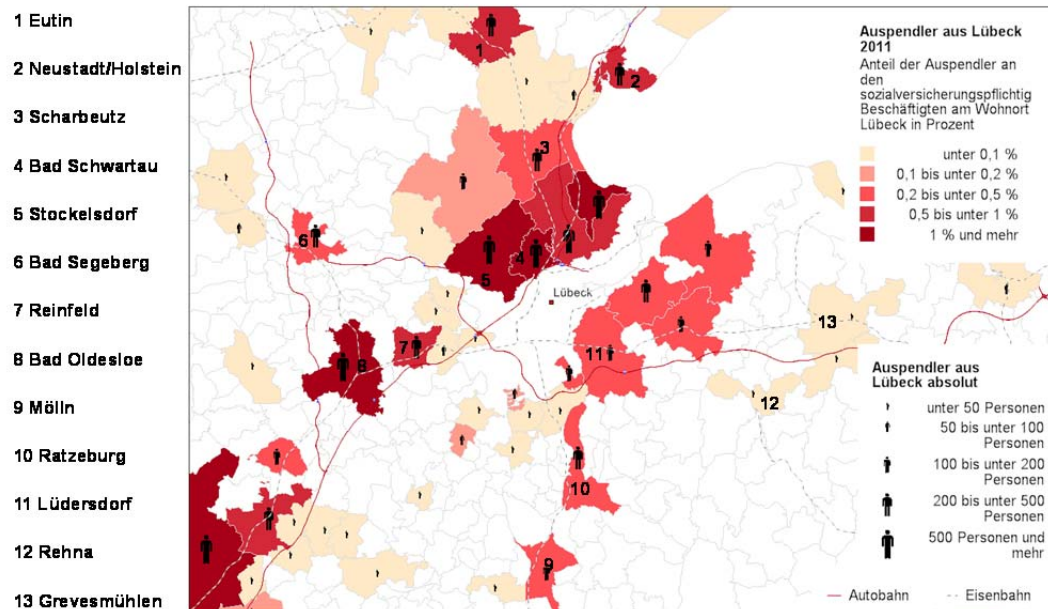 1 Eutin
2 Neustadt/Holstein
3 Scharbeutz
4 Bad Schwartau
5 Stockelsdorf
6 Bad Segeberg
7 Reinfeld
8 Bad Oldesloe
9 Mölln
10 Ratzeburg
11 Lüdersdorf
12 Rehna
13 Grevesmühlen
1
2
3
4
5
6
Lübeck
7
8
11
13
12
10
9
Auspendler aus Lübeck
2011
Anteil der Auspendler an
den
sozialversicherungspflichtig
Beschäftigten am Wohnort
Lübeck in Prozent
unter 0,1 %
0,1 bis unter 0,2 %
0,2 bis unter 0,5 %
0,5 bis unter 1 %
1 % und mehr
Auspendler aus
Lübeck absolut
unter 50 Personen
50 bis unter 100
Personen
100 bis unter 200
Personen
200 bis unter 500
Personen
500 Personen und
mehr
Autobahn
Eisenbahn